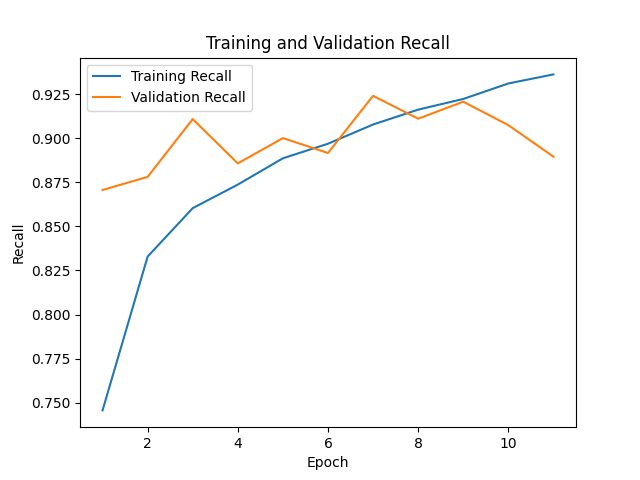 Training and Validation Recall
Training Recall
Validation Recall
0.925
0.900
0.875
0.850
0.825
0.800
0.775
0.750
Recall
2 4 6 8 10
Epoch